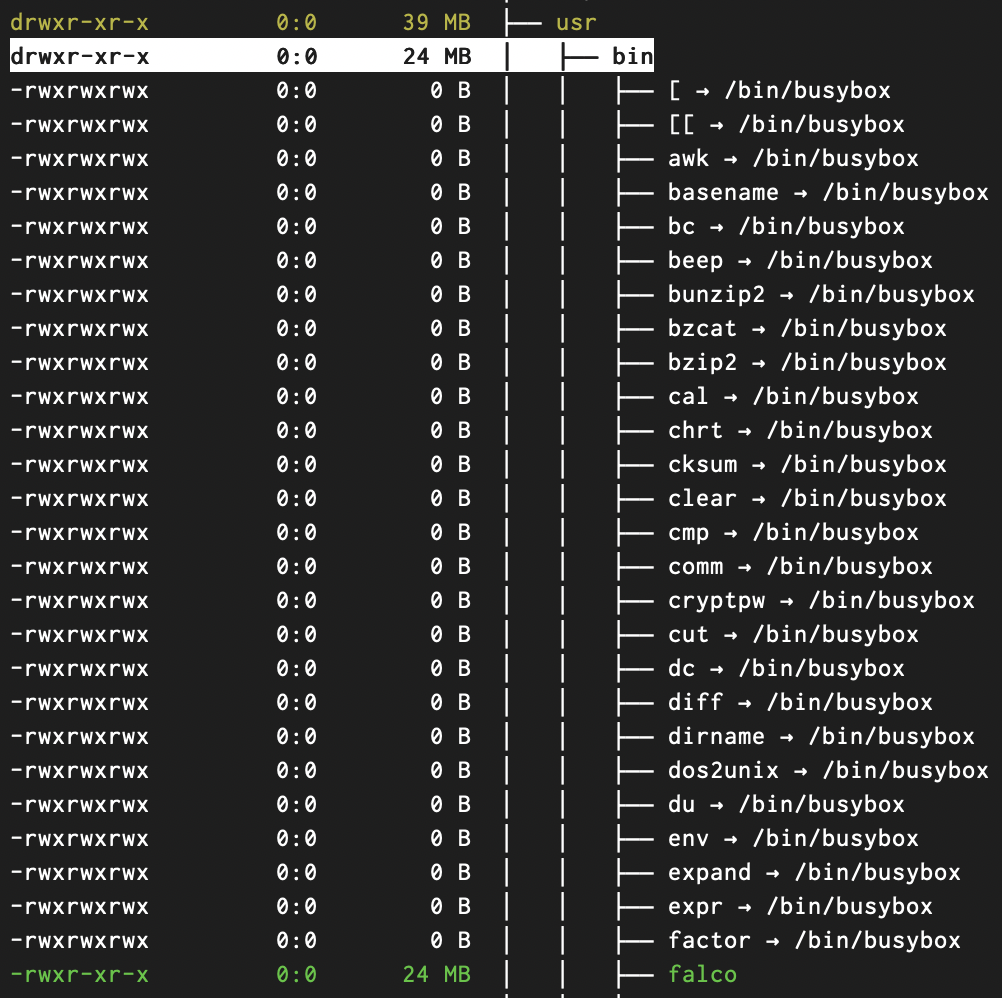 drwxr-xr-x         0:0      39 MB  ├── usr
drwxr-xr-x         0:0      24 MB  │   ├── bin
-rwxrwxrwx         0:0        0 B  │   │   ├── [ → /bin/busybox
-rwxrwxrwx         0:0        0 B  │   │   ├── [[ → /bin/busybox
-rwxrwxrwx         0:0        0 B  │   │   ├── awk → /bin/busybox
-rwxrwxrwx         0:0        0 B  │   │   ├── basename → /bin/busybox
-rwxrwxrwx         0:0        0 B  │   │   ├── bc → /bin/busybox
-rwxrwxrwx         0:0        0 B  │   │   ├── beep → /bin/busybox
-rwxrwxrwx         0:0        0 B  │   │   ├── bunzip2 → /bin/busybox
-rwxrwxrwx         0:0        0 B  │   │   ├── bzcat → /bin/busybox
-rwxrwxrwx         0:0        0 B  │   │   ├── bzip2 → /bin/busybox
-rwxrwxrwx         0:0        0 B  │   │   ├── cal → /bin/busybox
-rwxrwxrwx         0:0        0 B  │   │   ├── chrt → /bin/busybox
-rwxrwxrwx         0:0        0 B  │   │   ├── cksum → /bin/busybox
-rwxrwxrwx         0:0        0 B  │   │   ├── clear → /bin/busybox
-rwxrwxrwx         0:0        0 B  │   │   ├── cmp → /bin/busybox
-rwxrwxrwx         0:0        0 B  │   │   ├── comm → /bin/busybox
-rwxrwxrwx         0:0        0 B  │   │   ├── cryptpw → /bin/busybox
-rwxrwxrwx         0:0        0 B  │   │   ├── cut → /bin/busybox
-rwxrwxrwx         0:0        0 B  │   │   ├── dc → /bin/busybox
-rwxrwxrwx         0:0        0 B  │   │   ├── diff → /bin/busybox
-rwxrwxrwx         0:0        0 B  │   │   ├── dirname → /bin/busybox
-rwxrwxrwx         0:0        0 B  │   │   ├── dos2unix → /bin/busybox
-rwxrwxrwx         0:0        0 B  │   │   ├── du → /bin/busybox
-rwxrwxrwx         0:0        0 B  │   │   ├── env → /bin/busybox
-rwxrwxrwx         0:0        0 B  │   │   ├── expand → /bin/busybox
-rwxrwxrwx         0:0        0 B  │   │   ├── expr → /bin/busybox
-rwxrwxrwx         0:0        0 B  │   │   ├── factor → /bin/busybox
-rwxr-xr-x         0:0      24 MB  │   │   ├── falco